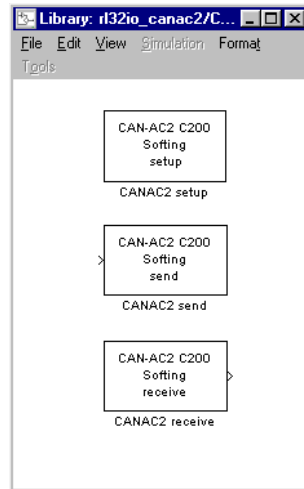 Library: rl32io_canac2/C...
File Edit View Simulation Format
Tools
CAN-AC2 C200
Softing
setup
CANAC2 setup
CAN-AC2 C200
Softing
send
CANAC2 send
CAN-AC2 C200
Softing
receive
CANAC2 receive